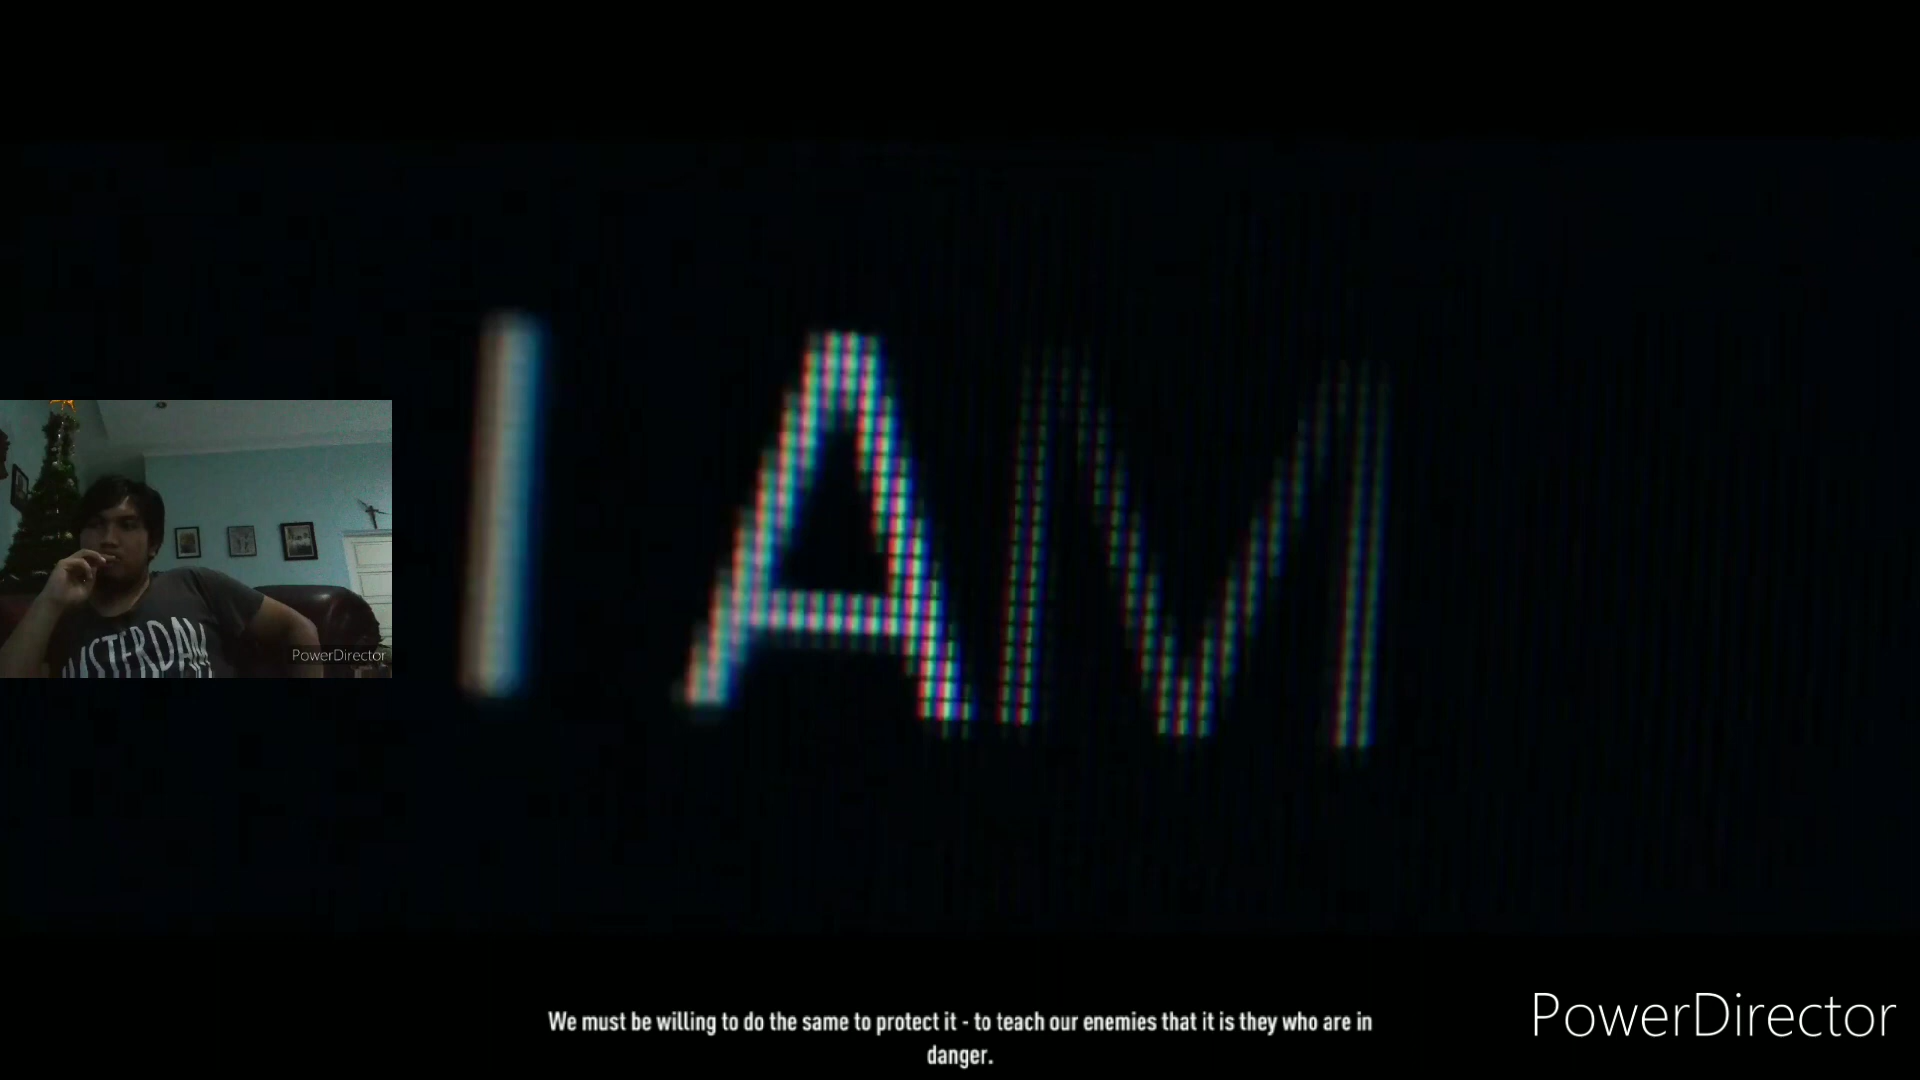 I AM
AMSTERDAM
PowerDirector
We must be willing to do the same to protect it - to teach our enemies that it is they who are in
danger.
PowerDirector